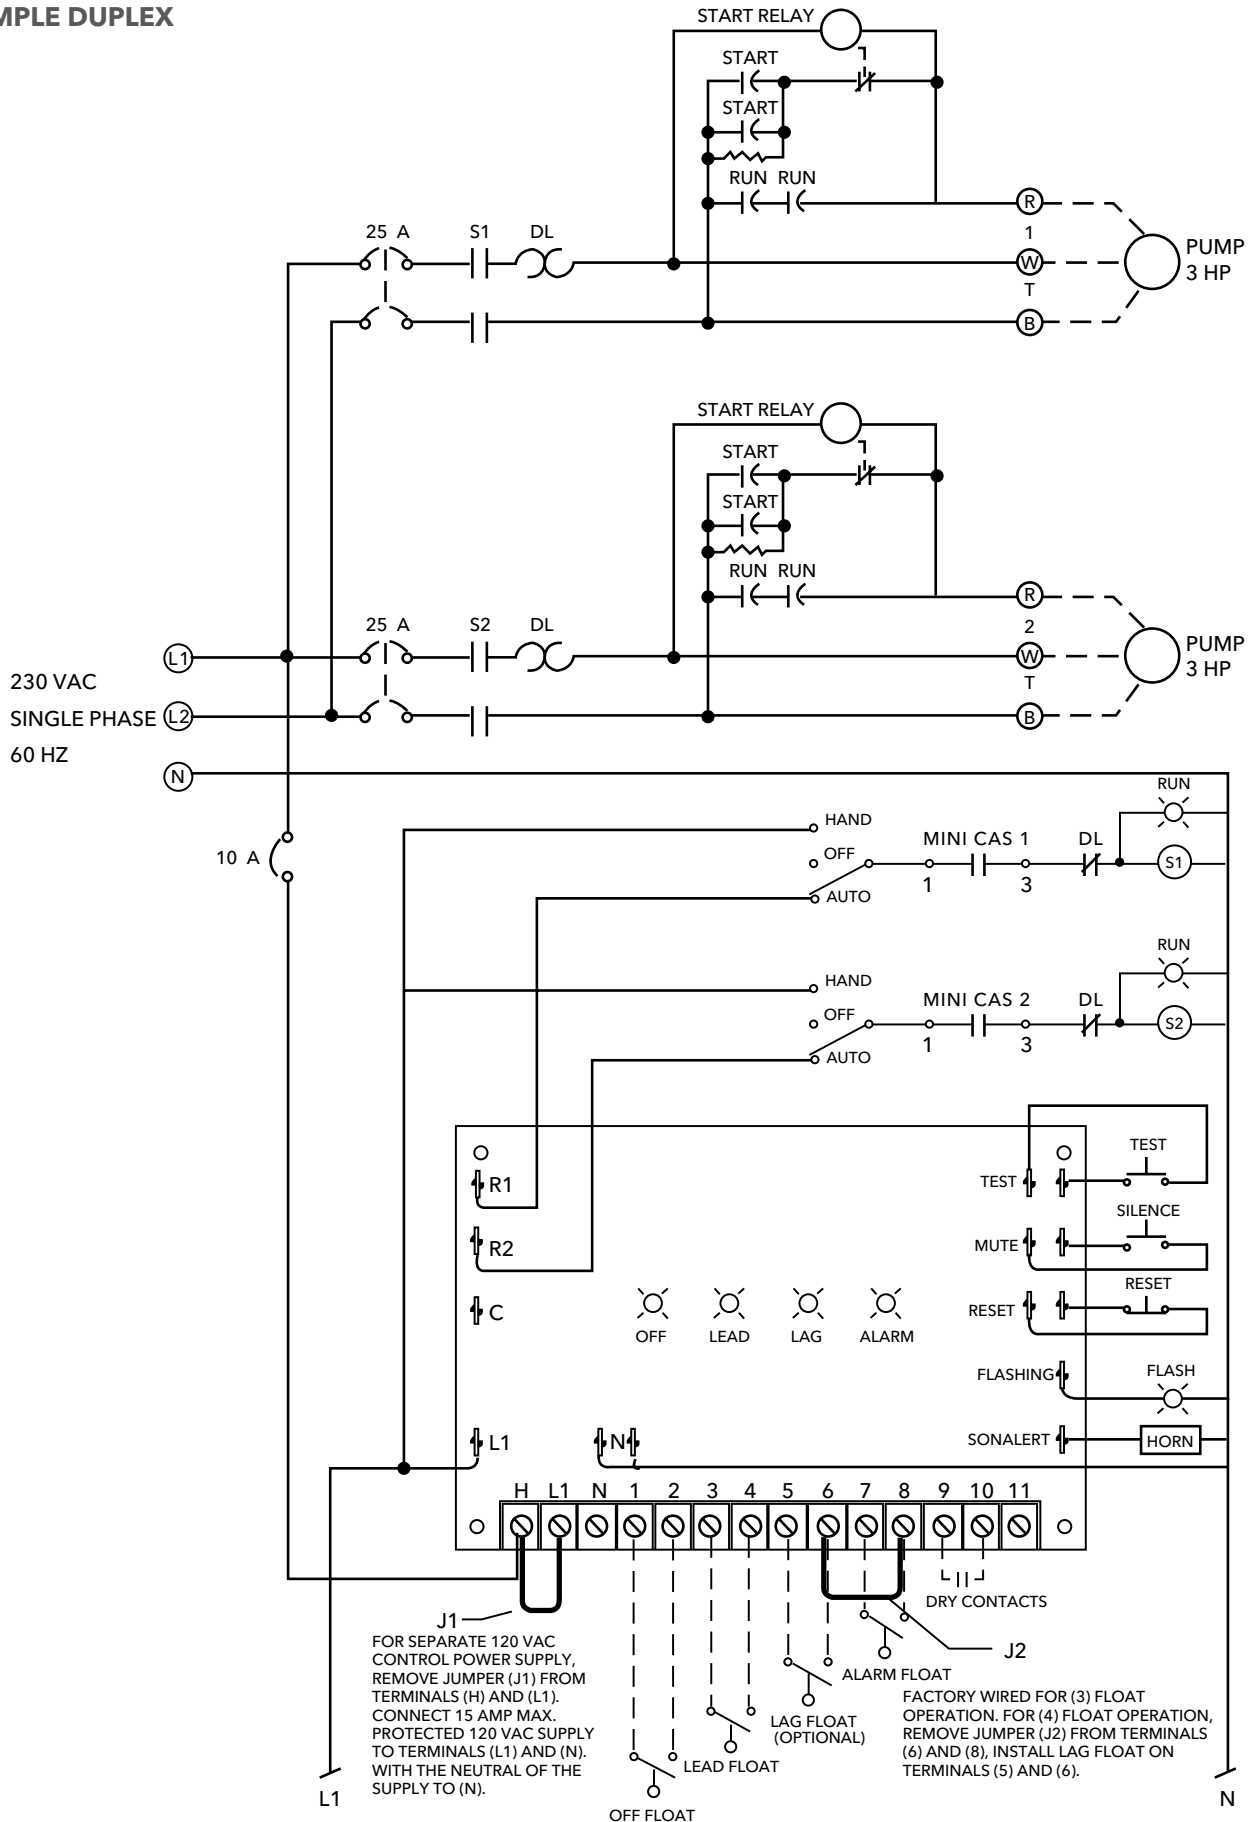 MPLE DUPLEX
START RELAY
START
START
RUN RUN
R
25 A S1 DL
1
PUMP
3 HP
W
T
B
START RELAY
START
START
RUN RUN
R
25 A S2 DL
2
PUMP
3 HP
L1
W
230 VAC
T
SINGLE PHASE
L2
B
60 HZ
N
RUN
HAND
10 A
OFF
MINI CAS 1
DL
S1
1
3
AUTO
RUN
HAND
OFF
MINI CAS 2
DL
S2
1
3
AUTO
TEST
R1
TEST
SILENCE
R2
MUTE
RESET
C
RESET
OFF LEAD LAG ALARM
FLASHING
FLASH
L1
N
SONALERT
HORN
H L1 N 1 2 3 4 5 6 7 8 9 10 11
DRY CONTACTS
J1
FOR SEPARATE 120 VAC
CONTROL POWER SUPPLY,
REMOVE JUMPER (J1) FROM
TERMINALS (H) AND (L1).
CONNECT 15 AMP MAX.
PROTECTED 120 VAC SUPPLY
TO TERMINALS (L1) AND (N).
WITH THE NEUTRAL OF THE
SUPPLY TO (N).
J2
ALARM FLOAT
FACTORY WIRED FOR (3) FLOAT
OPERATION. FOR (4) FLOAT OPERATION,
REMOVE JUMPER (J2) FROM TERMINALS
(6) AND (8), INSTALL LAG FLOAT ON
TERMINALS (5) AND (6).
LAG FLOAT
(OPTIONAL)
LEAD FLOAT
OFF FLOAT
L1
N